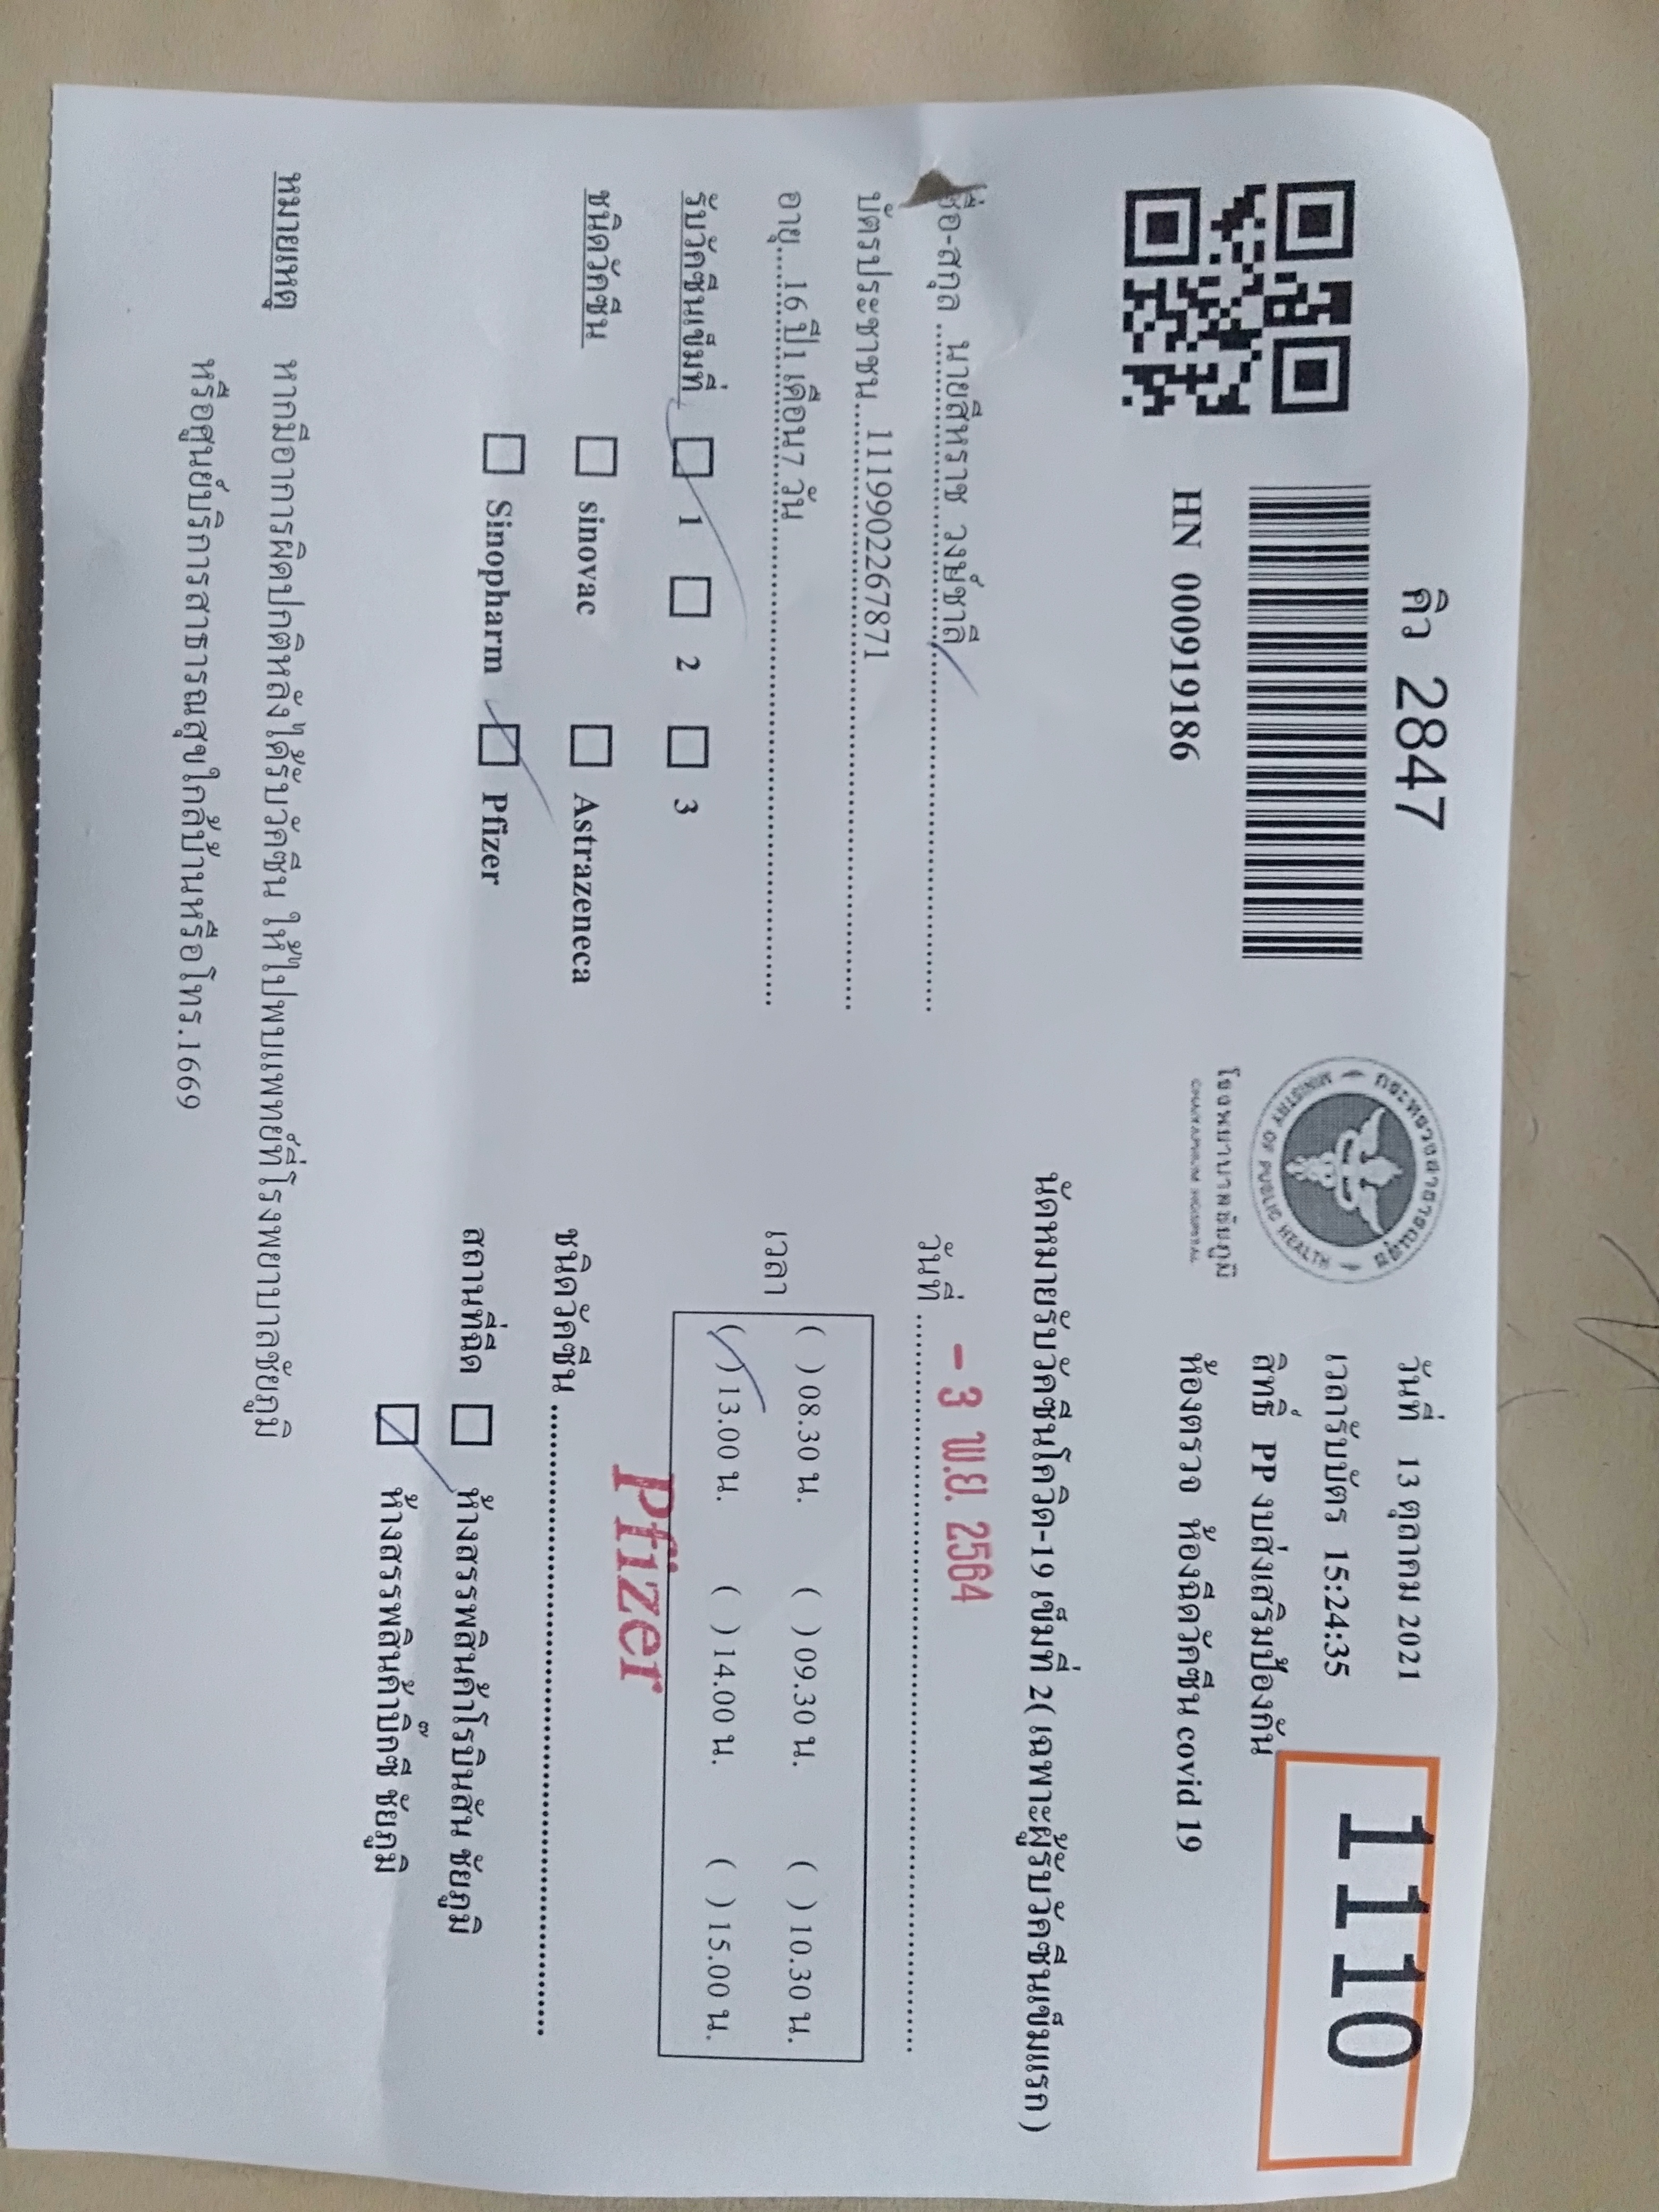 คิว 2847
HN 000919186
กระทรวงสาธารณสุข
MINISTRY OF PUBLIC HEALTH
โรงพยาบาลชัยภูมิ
CHAIYAPHUM HOSPITAL
วันที่ 13 ตุลาคม 2021
เวลารับบัตร 15:24:35
สิทธิ์ PP งบส่งเสริมป้องกัน
ห้องตรวจ ห้องฉีดวัคซีน covid 19
1110
ชื่อ-สกุล นายสีหราช วงษ์ชาลี
บัตรประชาชน 1119902267871
อายุ 16 ปี1 เดือน7 วัน
รับวัคซีนเข็มที่ ☑ 1 ☐ 2 ☐ 3
ชนิดวัคซีน ☐ sinovac ☐ Astrazeneca
☐ Sinopharm ☑ Pfizer
นัดหมายรับวัคซีนโควิด-19 เข็มที่ 2( เฉพาะผู้รับวัคซีนเข็มแรก )
วันที่ - 3 พ.ย. 2564
เวลา ( )08.30 น. ( )09.30 น. ( )10.30 น.
(/)13.00 น. ( )14.00 น. ( )15.00 น.
ชนิดวัคซีน Pfizer
สถานที่ฉีด ☐ ห้างสรรพสินค้าโรบินสัน ชัยภูมิ
☑ ห้างสรรพสินค้าบิ๊กซี ชัยภูมิ
หมายเหตุ หากมีอาการผิดปกติหลังได้รับวัคซีน ให้ไปพบแพทย์ที่โรงพยาบาลชัยภูมิ
หรือศูนย์บริการสาธารณสุขใกล้บ้านหรือโทร.1669